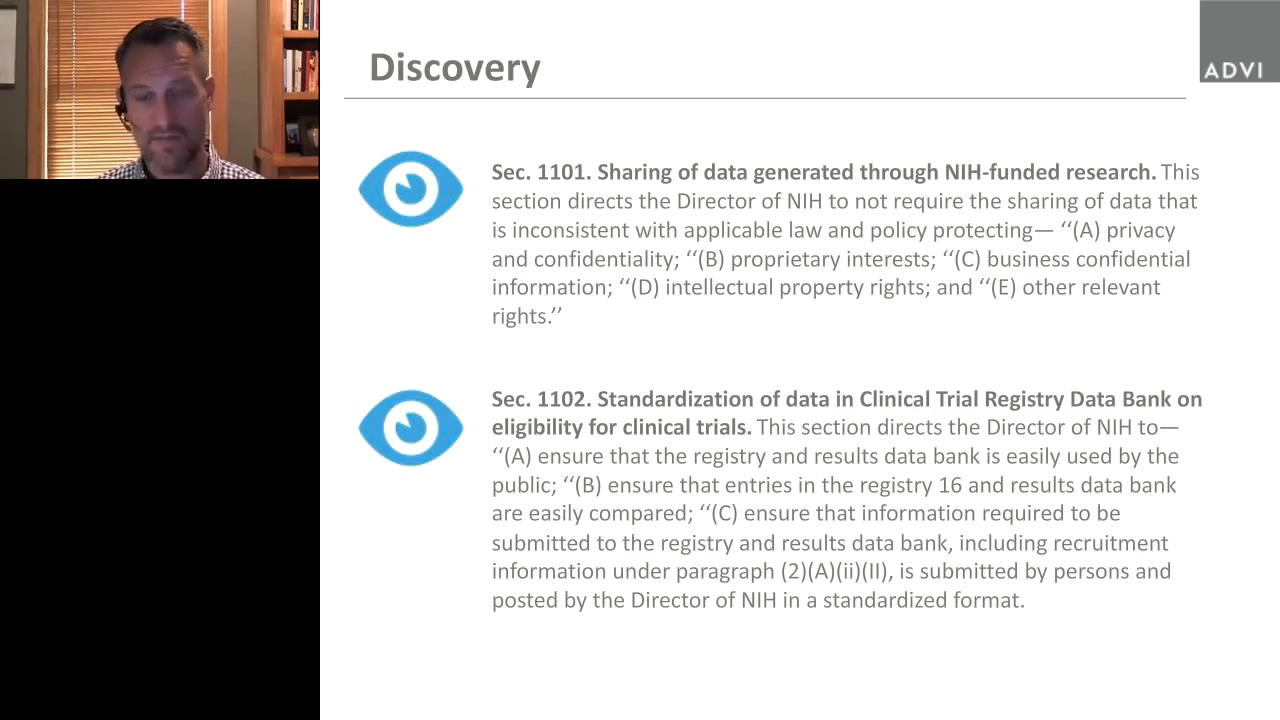 Discovery
ADVI
Sec. 1101. Sharing of data generated through NIH-funded research. This
section directs the Director of NIH to not require the sharing of data that
is inconsistent with applicable law and policy protecting— ‘‘(A) privacy
and confidentiality; ‘‘(B) proprietary interests; ‘‘(C) business confidential
information; ‘‘(D) intellectual property rights; and ‘‘(E) other relevant
rights.’’
Sec. 1102. Standardization of data in Clinical Trial Registry Data Bank on
eligibility for clinical trials. This section directs the Director of NIH to—
‘‘(A) ensure that the registry and results data bank is easily used by the
public; ‘‘(B) ensure that entries in the registry 16 and results data bank
are easily compared; ‘‘(C) ensure that information required to be
submitted to the registry and results data bank, including recruitment
information under paragraph (2)(A)(ii)(II), is submitted by persons and
posted by the Director of NIH in a standardized format.